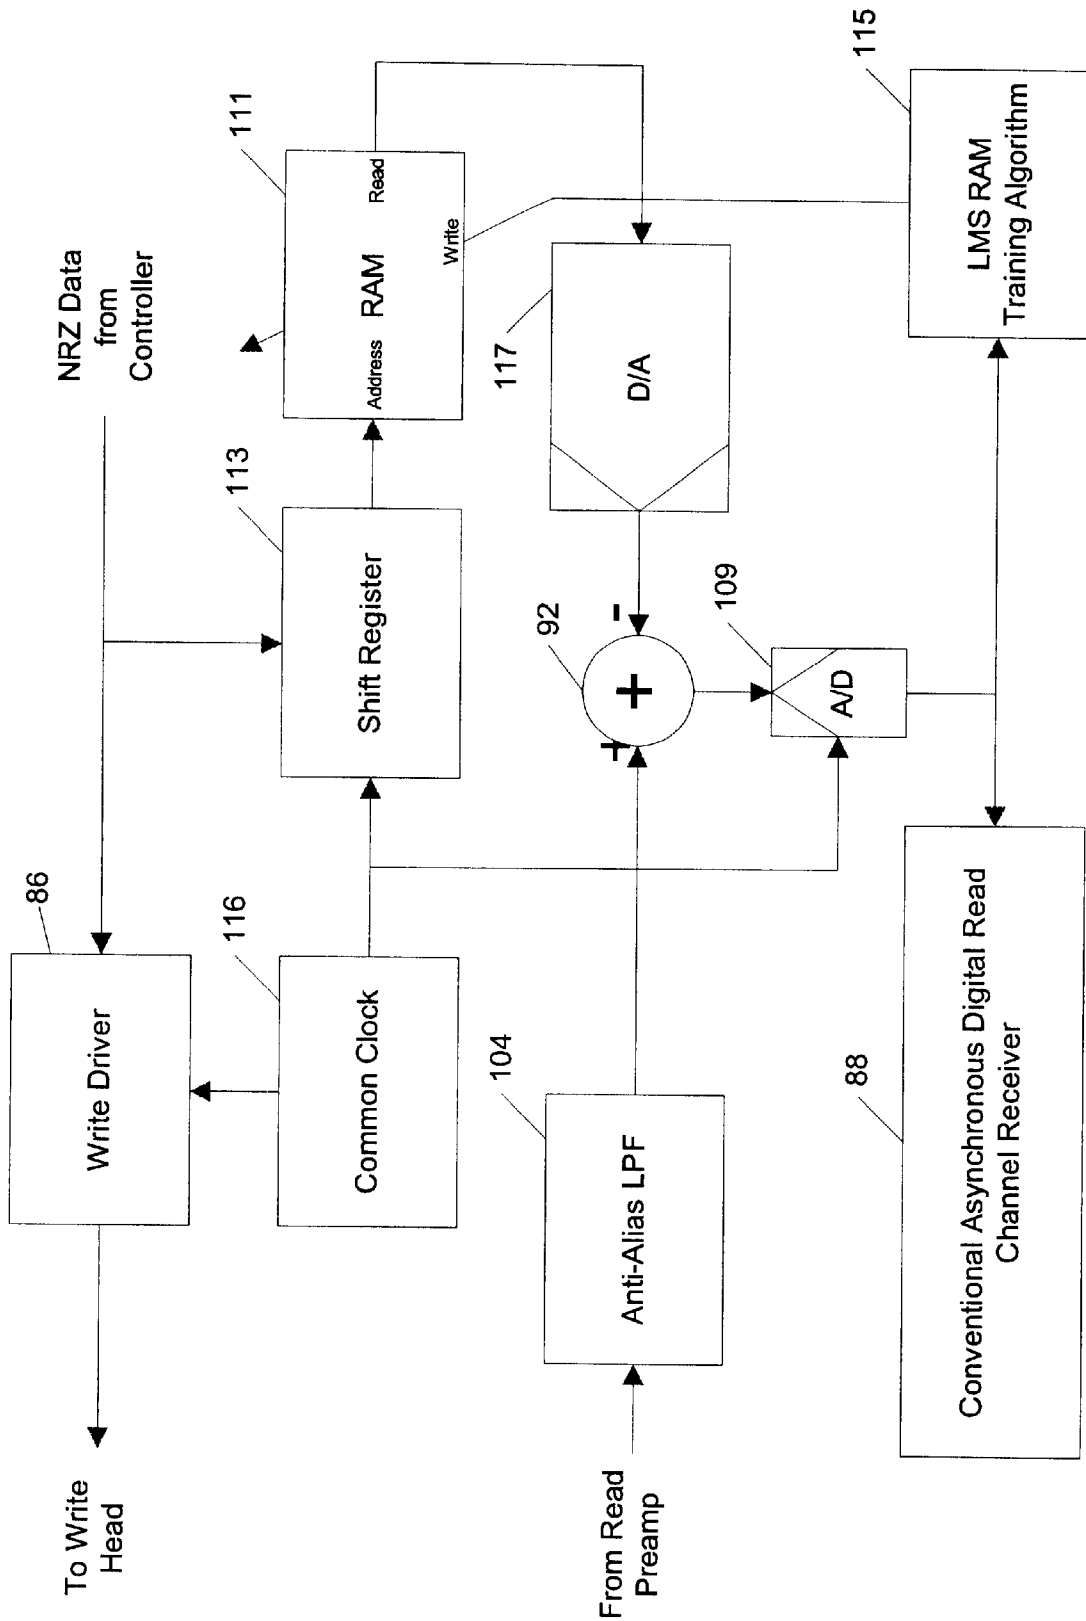 To Write
Head
86
Write Driver
NRZ Data
from
Controller
116
Common Clock
113
Shift Register
111
Address
RAM
Read
Write
From Read
Preamp
104
Anti-Alias LPF
92
+
+
-
117
D/A
109
A/D
88
Conventional Asynchronous Digital Read
Channel Receiver
115
LMS RAM
Training Algorithm